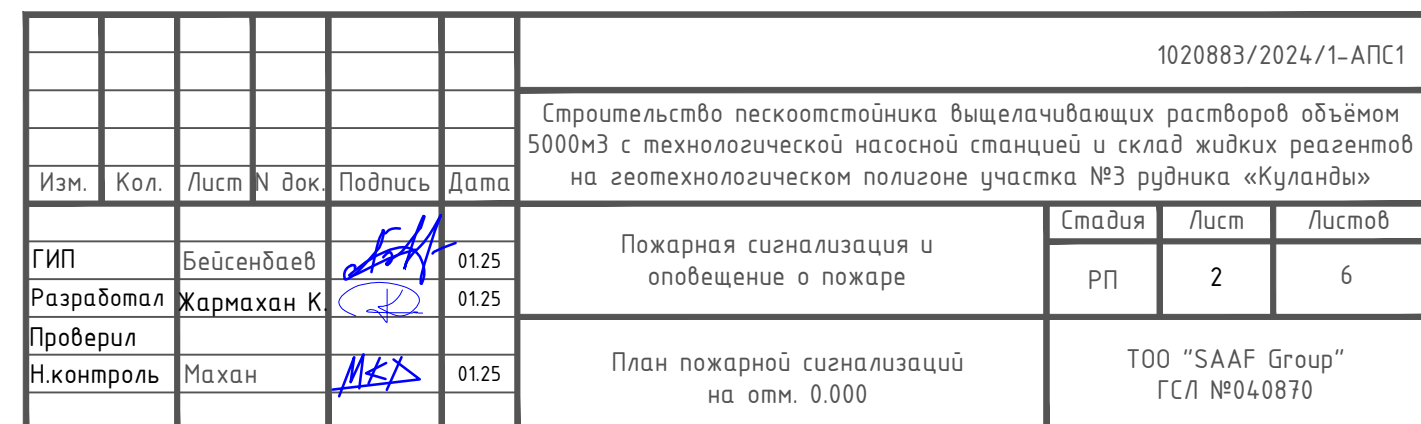 1020883/2024/1-АПС1
Строительство пескоотстойника выщелачивающих растворов объёмом
5000м3 с технологической насосной станцией и склад жидких реагентов
на геотехнологическом полигоне участка №3 рудника «Куланды»
Изм. Кол. Лист N док. Подпись Дата
Пожарная сигнализация и
оповещение о пожаре
Стадия Лист Листов
РП 2 6
ГИП Бейсенбаев 01.25
Разработал Жармахан К. 01.25
Проверил
Н.контроль Махан МКД 01.25
План пожарной сигнализаций
на отм. 0.000
ТОО "SAAF Group"
ГСЛ №040870